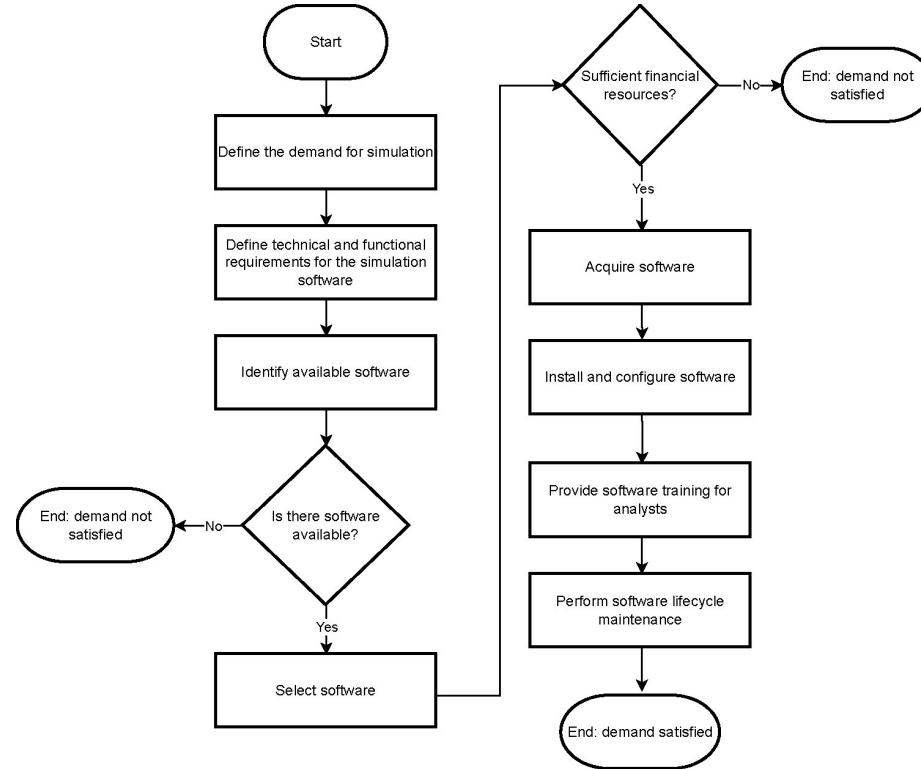 Start
Define the demand for simulation
Define technical and functional
requirements for the simulation
software
Identify available software
Is there software
available?
No
End: demand not
satisfied
Yes
Select software
Sufficient financial
resources?
No
End: demand not
satisfied
Yes
Acquire software
Install and configure software
Provide software training for
analysts
Perform software lifecycle
maintenance
End: demand satisfied